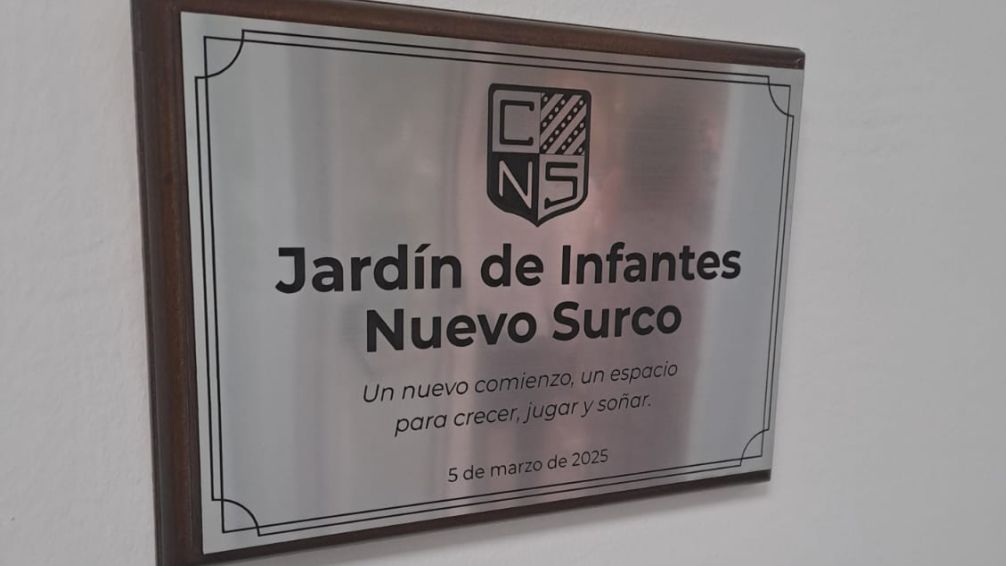 C
NS
Jardín de Infantes
Nuevo Surco
Un nuevo comienzo, un espacio
para crecer, jugar y soñar.
5 de marzo de 2025